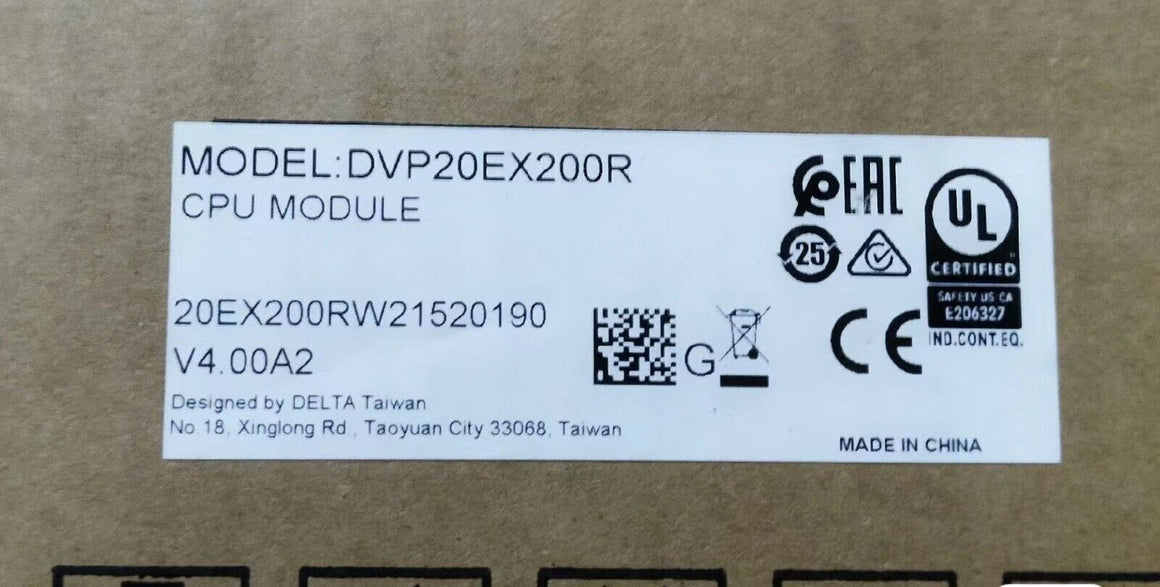 MODEL:DVP20EX200R
CPU MODULE
EAC
UL
25
CERTIFIED
SAFETY US CA
E206327
IND.CONT.EQ.
CE
20EX200RW21520190
V4.00A2
G
Designed by DELTA Taiwan
No.18, Xinglong Rd., Taoyuan City 33068, Taiwan
MADE IN CHINA